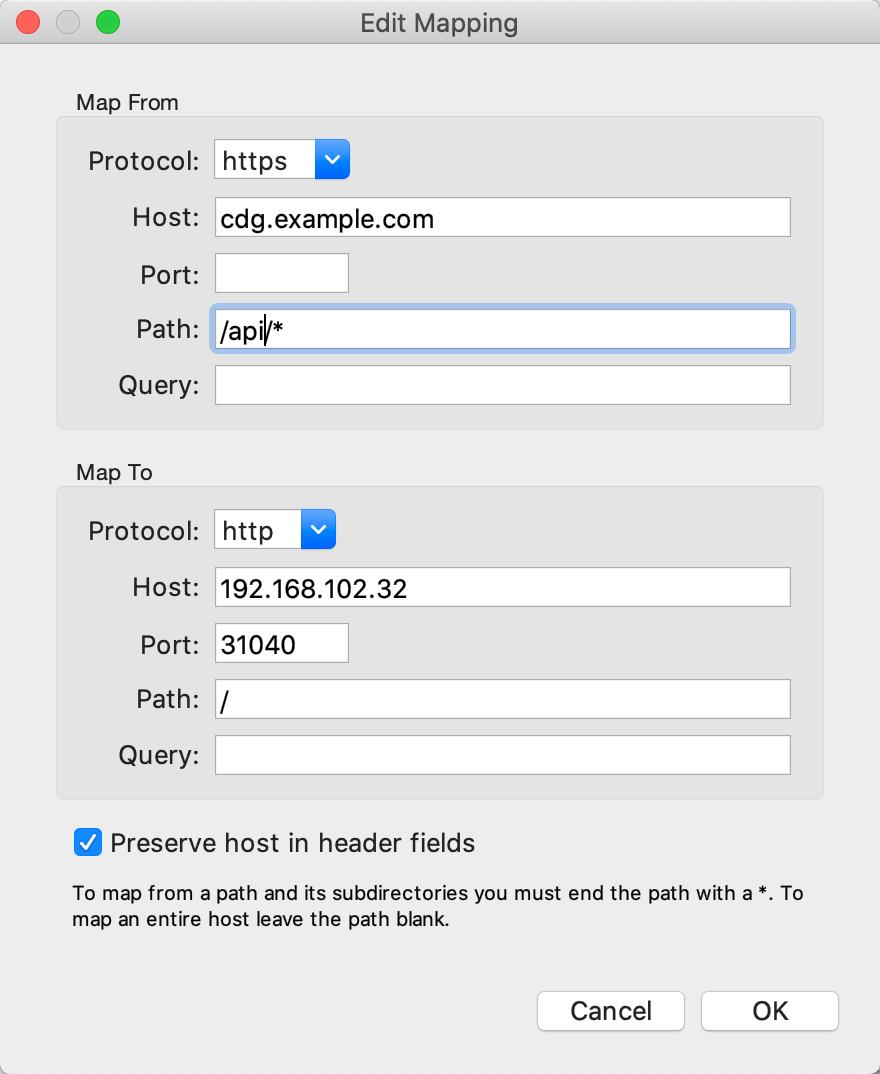 Edit Mapping
Map From
Protocol: https
Host: cdg.example.com
Port:
Path: /api/*
Query:
Map To
Protocol: http
Host: 192.168.102.32
Port: 31040
Path: /
Query:
Preserve host in header fields
To map from a path and its subdirectories you must end the path with a *. To
map an entire host leave the path blank.
Cancel OK